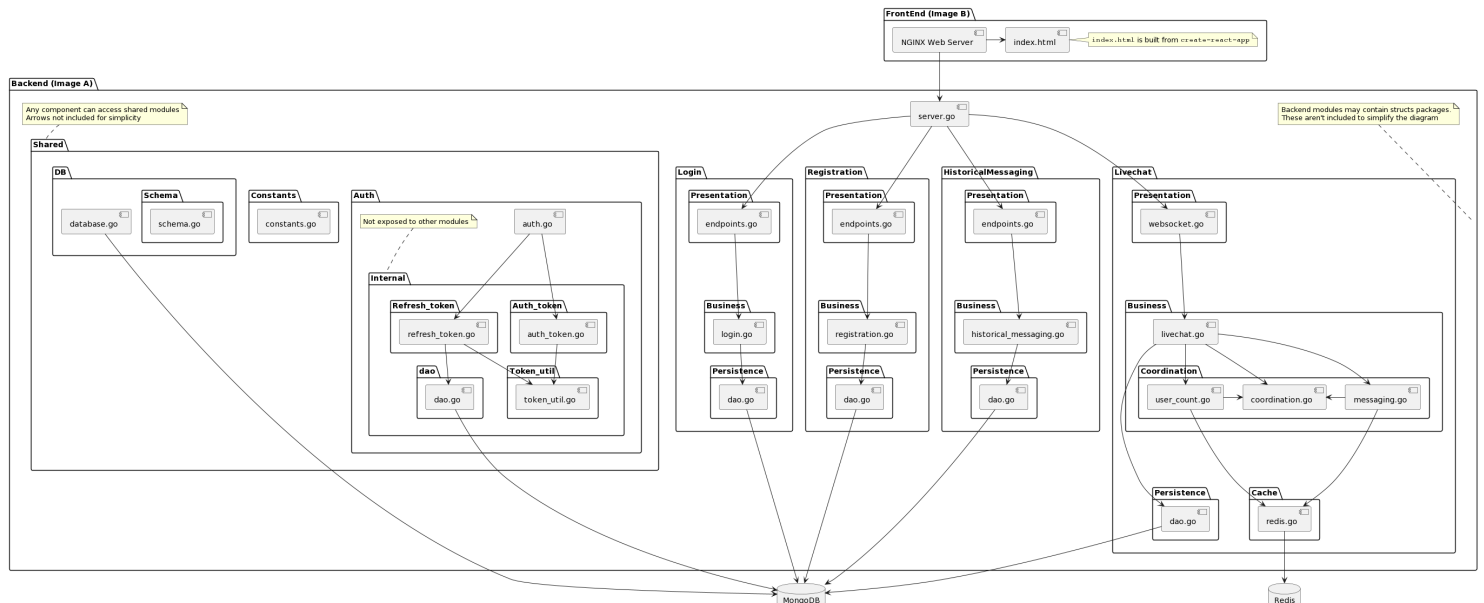 FrontEnd (Image B)
NGINX Web Server
index.html
index.html is built from create-react-app
Backend (Image A)
Any component can access shared modules
Arrows not included for simplicity
server.go
Backend modules may contain structs packages.
These aren't included to simplify the diagram
Shared
DB
database.go
Schema
schema.go
Constants
constants.go
Auth
Not exposed to other modules
auth.go
Internal
Refresh_token
refresh_token.go
Auth_token
auth_token.go
dao
dao.go
Token_util
token_util.go
Login
Presentation
endpoints.go
Business
login.go
Persistence
dao.go
Registration
Presentation
endpoints.go
Business
registration.go
Persistence
dao.go
HistoricalMessaging
Presentation
endpoints.go
Business
historical_messaging.go
Persistence
dao.go
Livechat
Presentation
websocket.go
Business
livechat.go
Coordination
user_count.go
coordination.go
messaging.go
Persistence
dao.go
Cache
redis.go
MongoDB
Redis